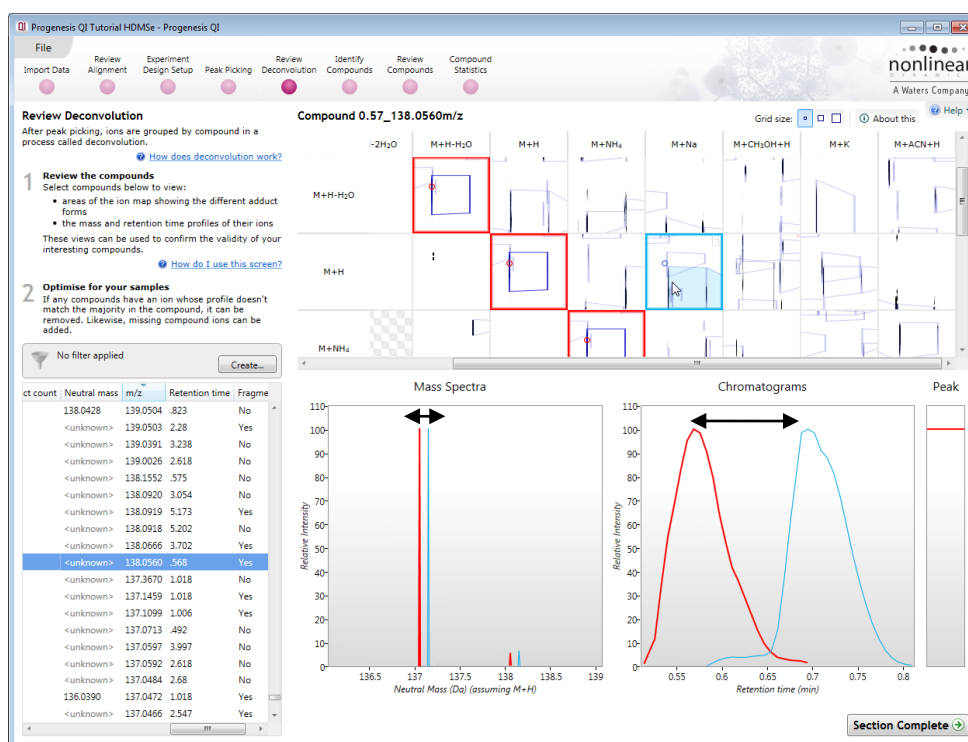 Progenesis QI Tutorial HDMSe - Progenesis QI
File
Import Data
Review Alignment
Experiment Design Setup
Peak Picking
Review Deconvolution
Identify Compounds
Review Compounds
Compound Statistics
nonlinear
DYNAMICS
A Waters Company
Review Deconvolution
After peak picking, ions are grouped by compound in a
process called deconvolution.
How does deconvolution work?
1 Review the compounds
Select compounds below to view:
• areas of the ion map showing the different adduct
forms
• the mass and retention time profiles of their ions
These views can be used to confirm the validity of your
interesting compounds.
How do I use this screen?
2 Optimise for your samples
If any compounds have an ion whose profile doesn't
match the majority in the compound, it can be
removed. Likewise, missing compound ions can be
added.
No filter applied
Create...
ct count Neutral mass m/z Retention time Fragme
138.0428 139.0504 .823 No
<unknown> 139.0503 2.28 Yes
<unknown> 139.0391 3.238 No
<unknown> 139.0026 2.618 No
<unknown> 138.1552 .575 No
<unknown> 138.0920 3.054 No
<unknown> 138.0919 5.173 Yes
<unknown> 138.0918 5.202 No
<unknown> 138.0666 3.702 Yes
<unknown> 138.0560 .568 Yes
<unknown> 137.3670 1.018 No
<unknown> 137.1459 1.018 Yes
<unknown> 137.1099 1.006 Yes
<unknown> 137.0713 .492 No
<unknown> 137.0597 3.997 No
<unknown> 137.0592 2.618 No
<unknown> 137.0484 2.68 No
136.0390 137.0472 1.018 Yes
<unknown> 137.0466 2.547 Yes
Compound 0.57_138.0560m/z
Grid size:
About this
Help
-2H₂O M+H-H₂O M+H M+NH₄ M+Na M+CH₃OH+H M+K M+ACN+H
M+H-H₂O
M+H
M+NH₄
Mass Spectra
Relative Intensity
110
100
90
80
70
60
50
40
30
20
10
0
136.5 137 137.5 138 138.5 139
Neutral Mass (Da) (assuming M+H)
Chromatograms
Relative Intensity
110
100
90
80
70
60
50
40
30
20
10
0
0.55 0.6 0.65 0.7 0.75 0.8
Retention time (min)
Peak
Section Complete